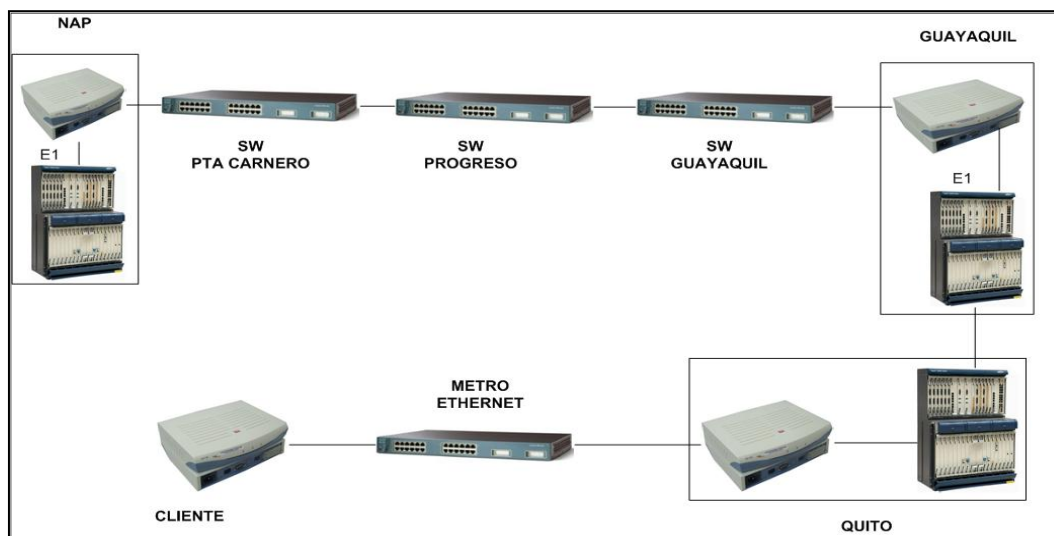 NAP
GUAYAQUIL
E1
SW
PTA CARNERO
SW
PROGRESO
SW
GUAYAQUIL
E1
METRO
ETHERNET
CLIENTE
QUITO